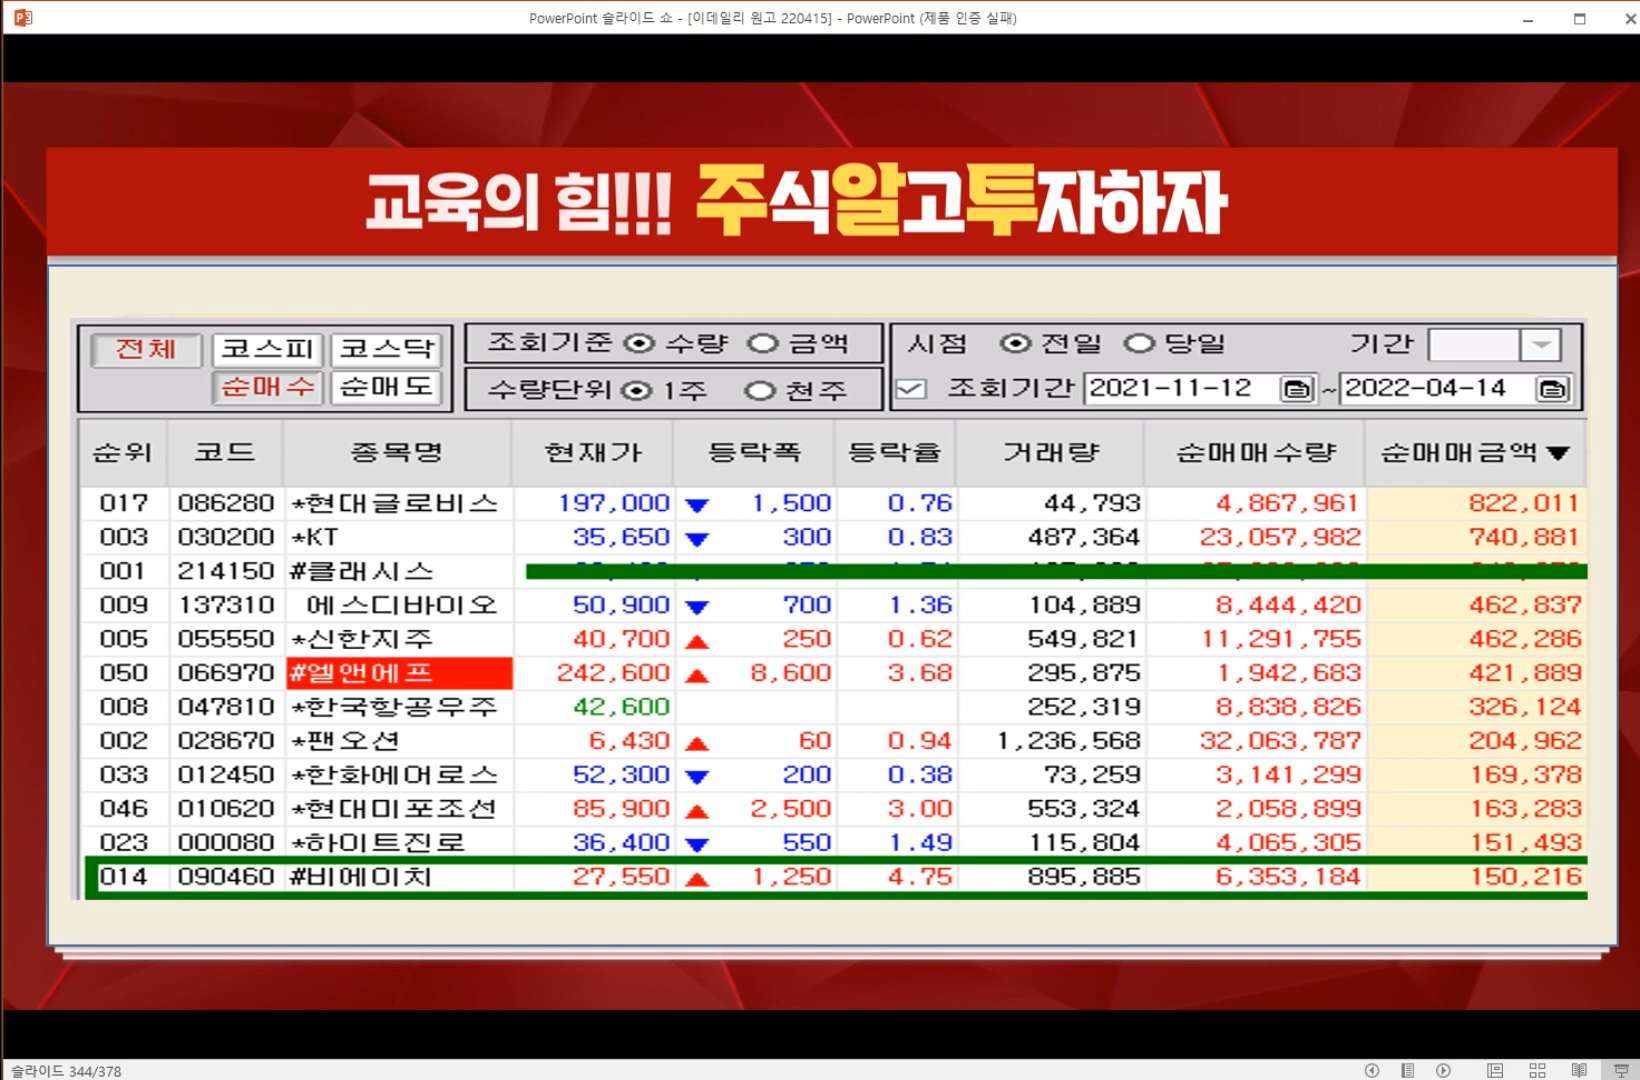 PowerPoint 슬라이드 쇼 - [이데일리 원고 220415] - PowerPoint (제품 인증 실패)
교육의 힘!!! 주식알고투자하자
전체 코스피 코스닥 조회기준 수량 금액 시점 전일 당일 기간
순매수 순매도 수량단위 1주 천주 조회기간 2021-11-12 ~ 2022-04-14
순위 코드 종목명 현재가 등락폭 등락율 거래량 순매매수량 순매매금액▼
017 086280 *현대글로비스 197,000 ▼ 1,500 0.76 44,793 4,867,961 822,011
003 030200 *KT 35,650 ▼ 300 0.83 487,364 23,057,982 740,881
001 214150 #클래시스
009 137310 에스디바이오 50,900 ▼ 700 1.36 104,889 8,444,420 462,837
005 055550 *신한지주 40,700 ▲ 250 0.62 549,821 11,291,755 462,286
050 066970 #엘앤에프 242,600 ▲ 8,600 3.68 295,875 1,942,683 421,889
008 047810 *한국항공우주 42,600 252,319 8,838,826 326,124
002 028670 *팬오션 6,430 ▲ 60 0.94 1,236,568 32,063,787 204,962
033 012450 *한화에어로스 52,300 ▼ 200 0.38 73,259 3,141,299 169,378
046 010620 *현대미포조선 85,900 ▲ 2,500 3.00 553,324 2,058,899 163,283
023 000080 *하이트진로 36,400 ▼ 550 1.49 115,804 4,065,305 151,493
014 090460 #비에이치 27,550 ▲ 1,250 4.75 895,885 6,353,184 150,216
슬라이드 344/378